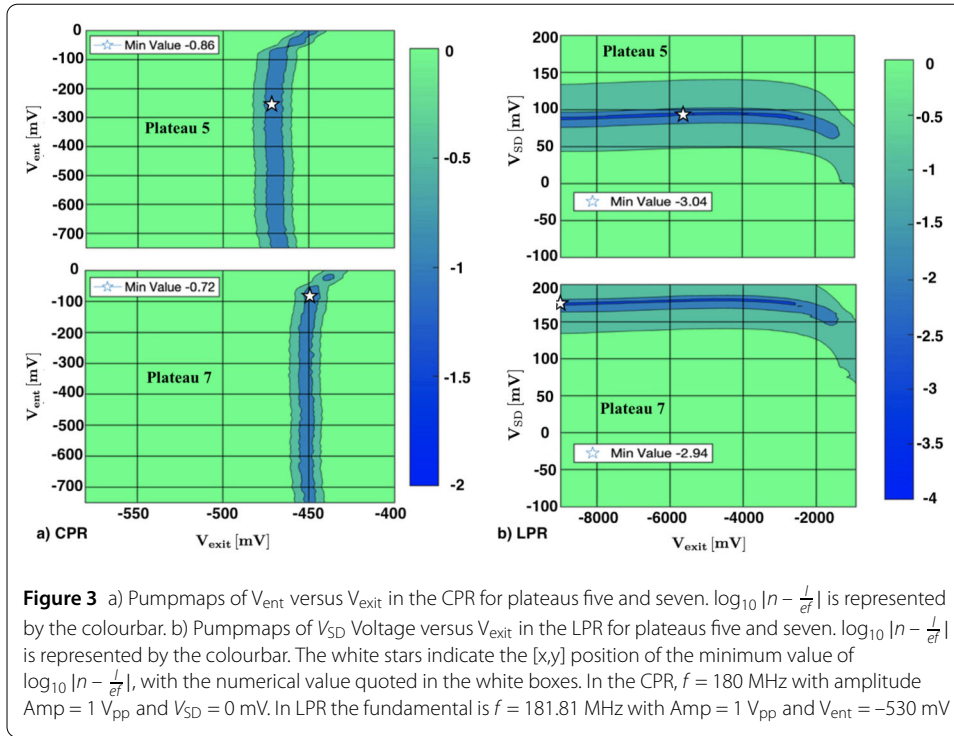 0
-100
-200
-300
-400
-500
-600
-700
V_ent [mV]
Min Value -0.86
Plateau 5
0
-100
-200
-300
-400
-500
-600
-700
V_ent [mV]
Min Value -0.72
Plateau 7
-550
-500
-450
-400
a) CPR
V_exit [mV]
0
-0.5
-1
-1.5
-2
200
150
100
50
0
-50
-100
V_SD [mV]
Plateau 5
Min Value -3.04
200
150
100
50
0
-50
-100
V_SD [mV]
Plateau 7
Min Value -2.94
-8000
-6000
-4000
-2000
b) LPR
V_exit [mV]
0
-0.5
-1
-1.5
-2
-2.5
-3
-3.5
-4
Figure 3 a) Pumpmaps of V_ent versus V_exit in the CPR for plateaus five and seven. log₁₀ |n – I/ef| is represented
by the colourbar. b) Pumpmaps of V_SD Voltage versus V_exit in the LPR for plateaus five and seven. log₁₀ |n – I/ef|
is represented by the colourbar. The white stars indicate the [x,y] position of the minimum value of
log₁₀ |n – I/ef|, with the numerical value quoted in the white boxes. In the CPR, f = 180 MHz with amplitude
Amp = 1 V_pp and V_SD = 0 mV. In LPR the fundamental is f = 181.81 MHz with Amp = 1 V_pp and V_ent = –530 mV